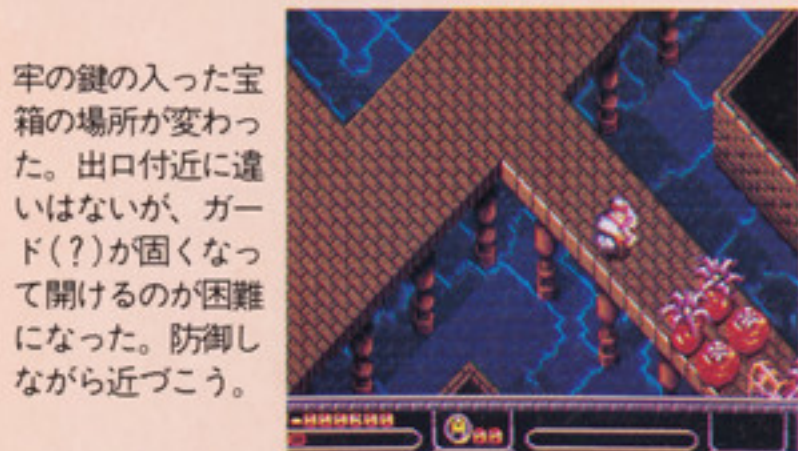 牢の鍵の入った宝
箱の場所が変わっ
た。出口付近に違
いはないが、ガー
ド(?)が固くなっ
て開けるのが困難
になった。防御し
ながら近づこう。